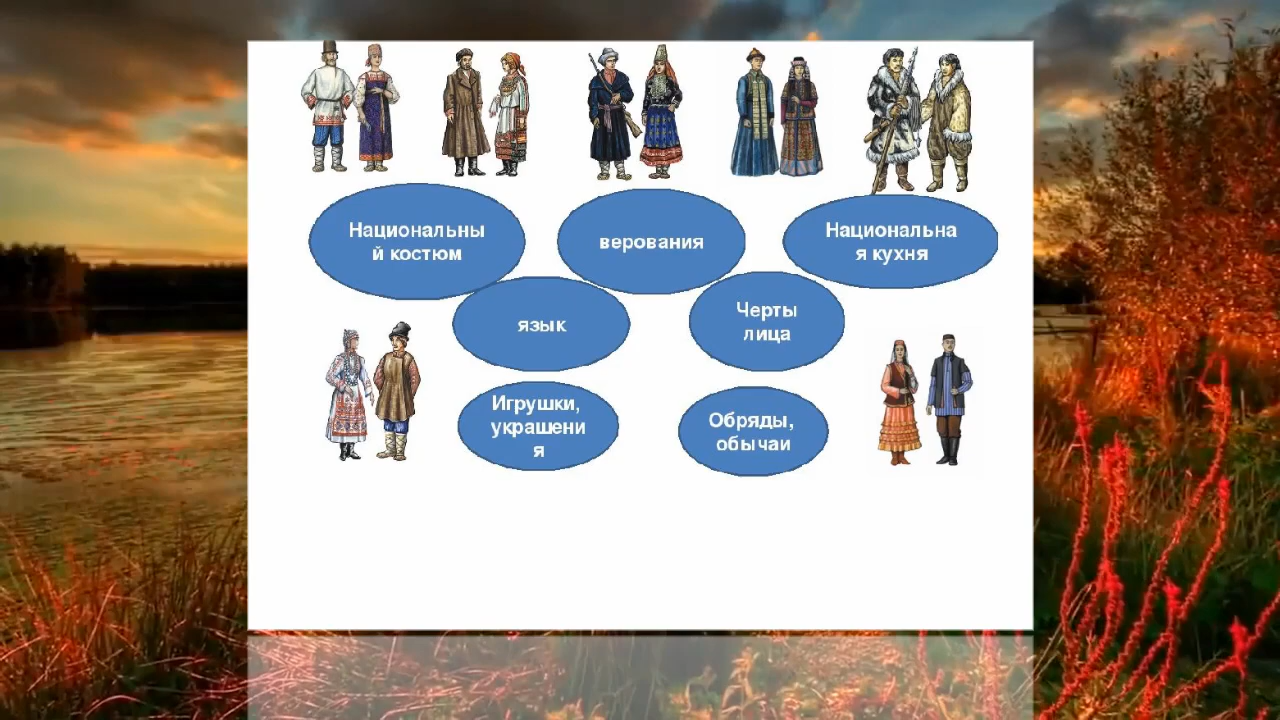 Национальны
й костюм
верования
Национальна
я кухня
язык
Черты
лица
Игрушки,
украшени
я
Обряды,
обычаи